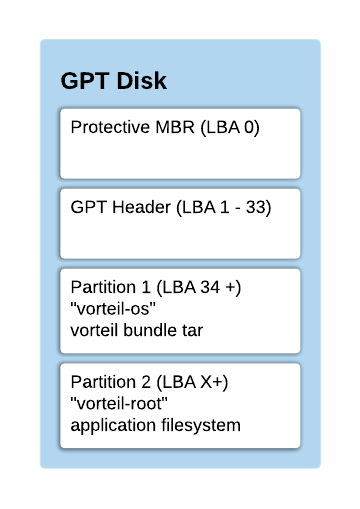 GPT Disk
Protective MBR (LBA 0)
GPT Header (LBA 1 - 33)
Partition 1 (LBA 34 +)
"vorteil-os"
vorteil bundle tar
Partition 2 (LBA X+)
"vorteil-root"
application filesystem